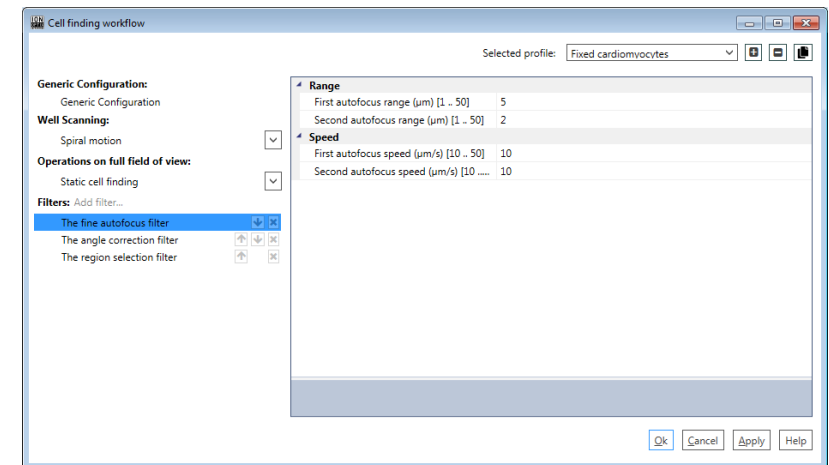 Cell finding workflow
Selected profile: Fixed cardiomyocytes
Generic Configuration:
Generic Configuration
Well Scanning:
Spiral motion
Operations on full field of view:
Static cell finding
Filters: Add filter...
The fine autofocus filter
The angle correction filter
The region selection filter
Range
First autofocus range (µm) [1 .. 50] 5
Second autofocus range (µm) [1 .. 50] 2
Speed
First autofocus speed (µm/s) [10 .. 50] 10
Second autofocus speed (µm/s) [10 ..... 10
Speed
Ok Cancel Apply Help